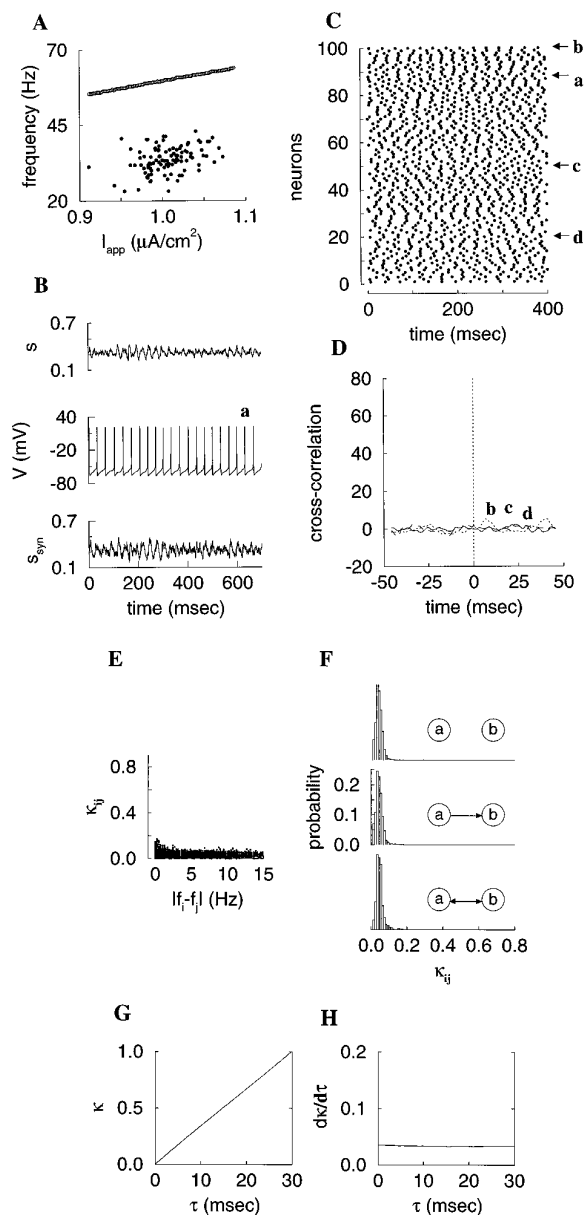 A
70
45
20
frequency (Hz)
0.9
1.0
1.1
I_app (μA/cm²)
B
0.7
0.1
s
40
-20
-80
V (mV)
a
0.7
0.1
s_syn
0
200
400
600
time (msec)
C
100
80
60
40
20
0
neurons
b
a
c
d
0
100
200
300
400
time (msec)
D
80
60
40
20
0
-20
cross-correlation
b c d
-50
-25
0
25
50
time (msec)
E
0.8
0.4
0.0
κ_ij
0
5
10
15
|f_i-f_j| (Hz)
F
a b
0.2
0.1
0.0
probability
a b
a b
0.0
0.2
0.4
0.6
0.8
κ_ij
G
1.0
0.5
0.0
κ
0
10
20
30
τ (msec)
H
0.2
0.1
0.0
dκ/dτ
0
10
20
30
τ (msec)